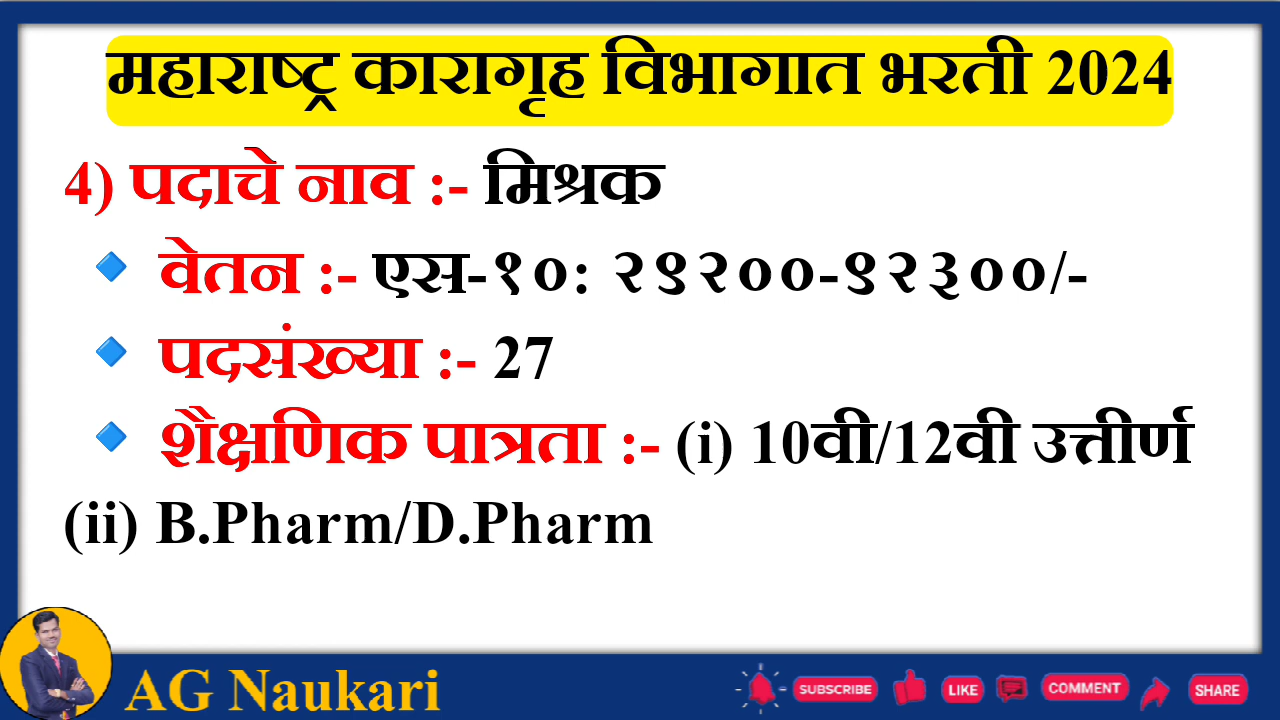 महाराष्ट्र कारागृह विभागात भरती 2024
4) पदाचे नाव :- मिश्रक
वेतन :- एस-१०: २९२००-९२३००/-
पदसंख्या :- 27
शैक्षणिक पात्रता :- (i) 10वी/12वी उत्तीर्ण
(ii) B.Pharm/D.Pharm
AG Naukari
SUBSCRIBE LIKE COMMENT SHARE